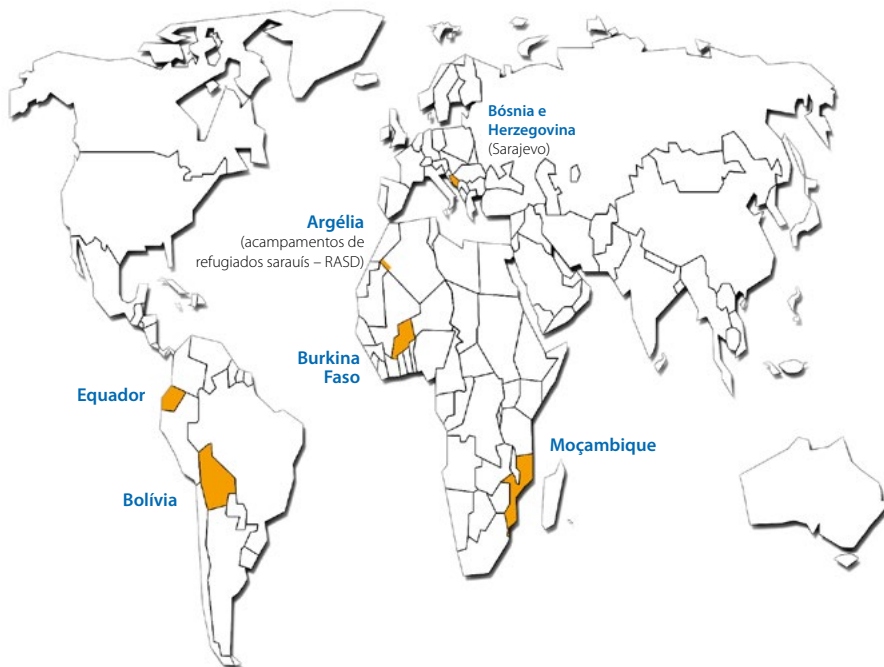 Bósnia e
Herzegovina
(Sarajevo)
Argélia
(acampamentos de
refugiados sarauís – RASD)
Burkina
Faso
Equador
Moçambique
Bolívia